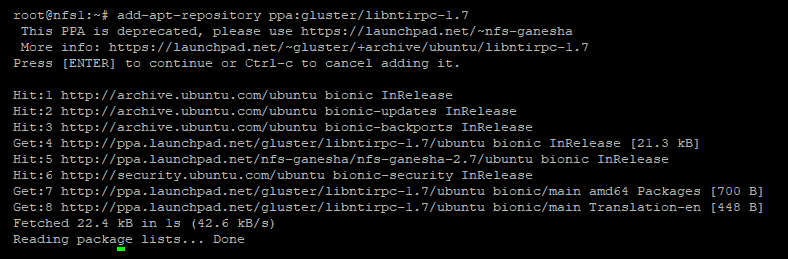 root@nfs1:~# add-apt-repository ppa:gluster/libntirpc-1.7
This PPA is deprecated, please use https://launchpad.net/~nfs-ganesha
More info: https://launchpad.net/~gluster/+archive/ubuntu/libntirpc-1.7
Press [ENTER] to continue or Ctrl-c to cancel adding it.
Hit:1 http://archive.ubuntu.com/ubuntu bionic InRelease
Hit:2 http://archive.ubuntu.com/ubuntu bionic-updates InRelease
Hit:3 http://archive.ubuntu.com/ubuntu bionic-backports InRelease
Get:4 http://ppa.launchpad.net/gluster/libntirpc-1.7/ubuntu bionic InRelease [21.3 kB]
Hit:5 http://ppa.launchpad.net/nfs-ganesha/nfs-ganesha-2.7/ubuntu bionic InRelease
Hit:6 http://security.ubuntu.com/ubuntu bionic-security InRelease
Get:7 http://ppa.launchpad.net/gluster/libntirpc-1.7/ubuntu bionic/main amd64 Packages [700 B]
Get:8 http://ppa.launchpad.net/gluster/libntirpc-1.7/ubuntu bionic/main Translation-en [448 B]
Fetched 22.4 kB in 1s (42.6 kB/s)
Reading package lists... Done